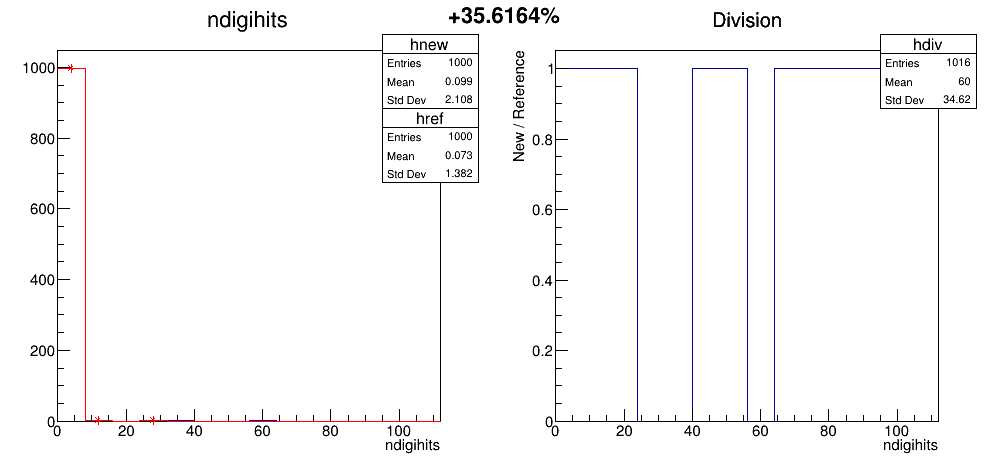 +35.6164%
ndigihits
hnew
Entries 1000
Mean 0.099
Std Dev 2.108
href
Entries 1000
Mean 0.073
Std Dev 1.382
1000
800
600
400
200
0
0 20 40 60 80 100
ndigihits
Division
hdiv
Entries 1016
Mean 60
Std Dev 34.62
New / Reference
1
0.8
0.6
0.4
0.2
0
0 20 40 60 80 100
ndigihits